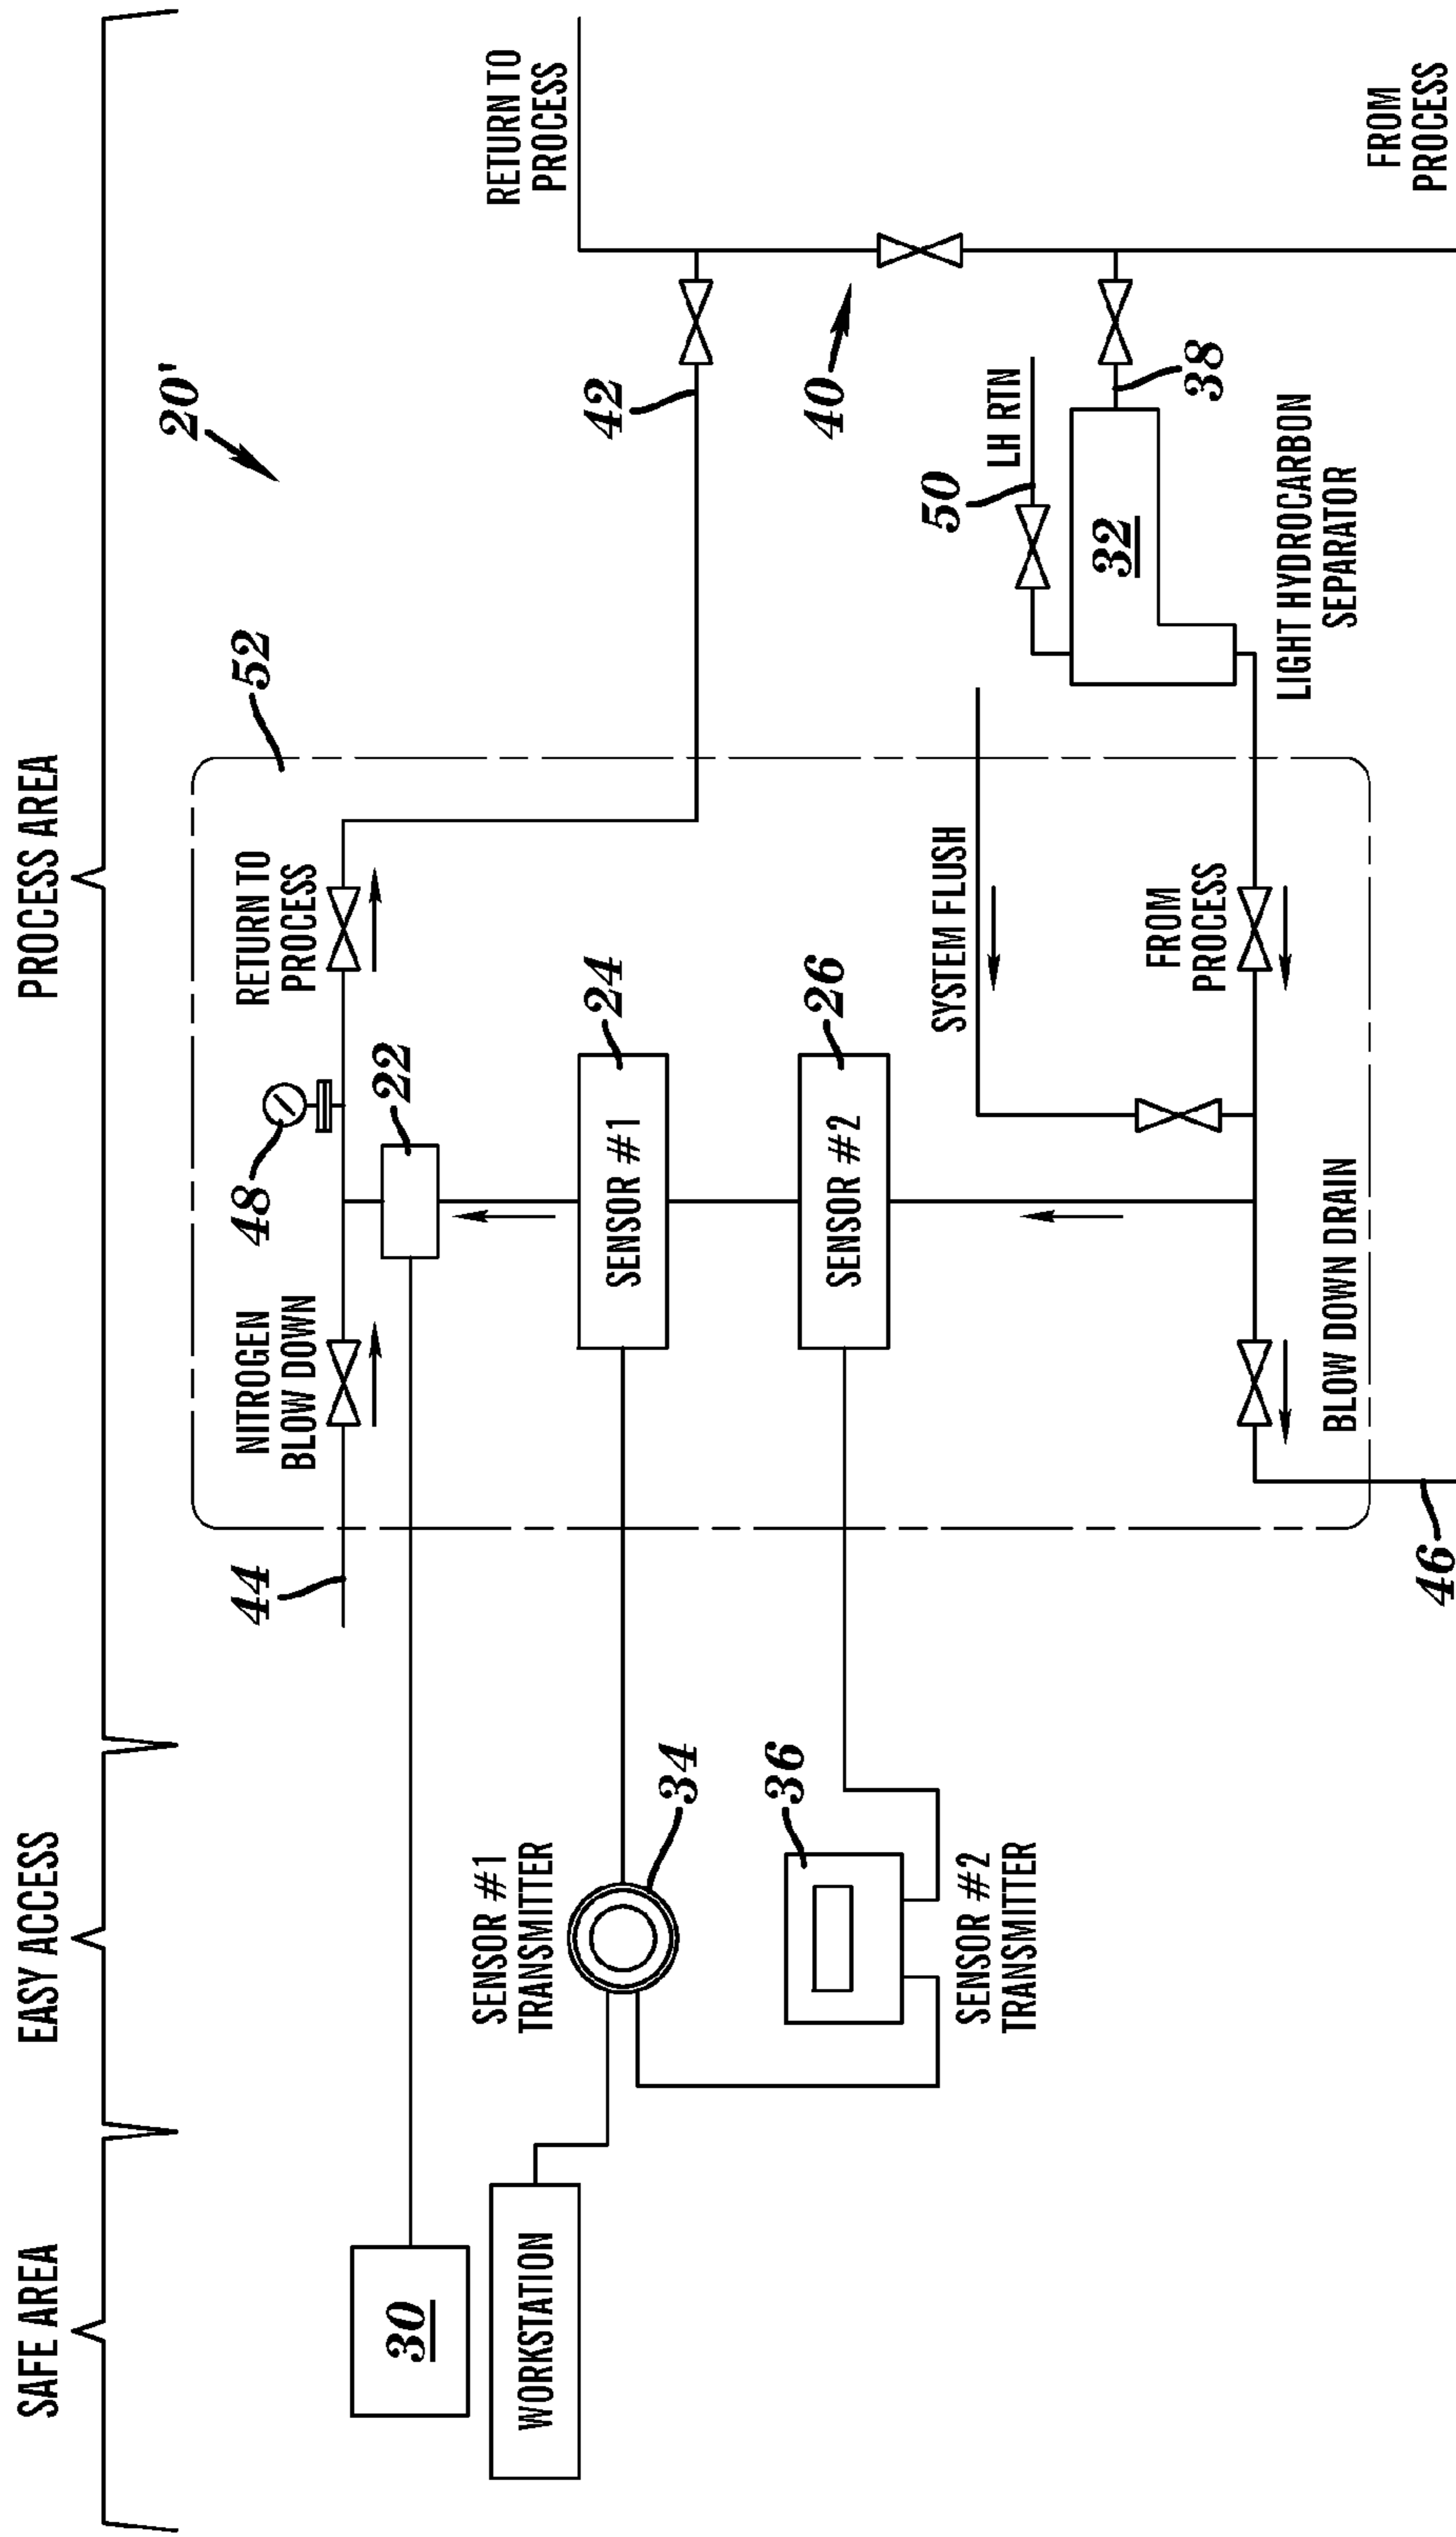 SAFE AREA
EASY ACCESS
PROCESS AREA
20'
52
44
NITROGEN
BLOW DOWN
48
RETURN TO
PROCESS
22
30
WORKSTATION
SENSOR #1
TRANSMITTER
34
SENSOR #1
24
42
RETURN TO
PROCESS
36
SENSOR #2
TRANSMITTER
SENSOR #2
26
40
SYSTEM FLUSH
50
LH RTN
32
38
FROM
PROCESS
LIGHT HYDROCARBON
SEPARATOR
BLOW DOWN DRAIN
46
FROM
PROCESS